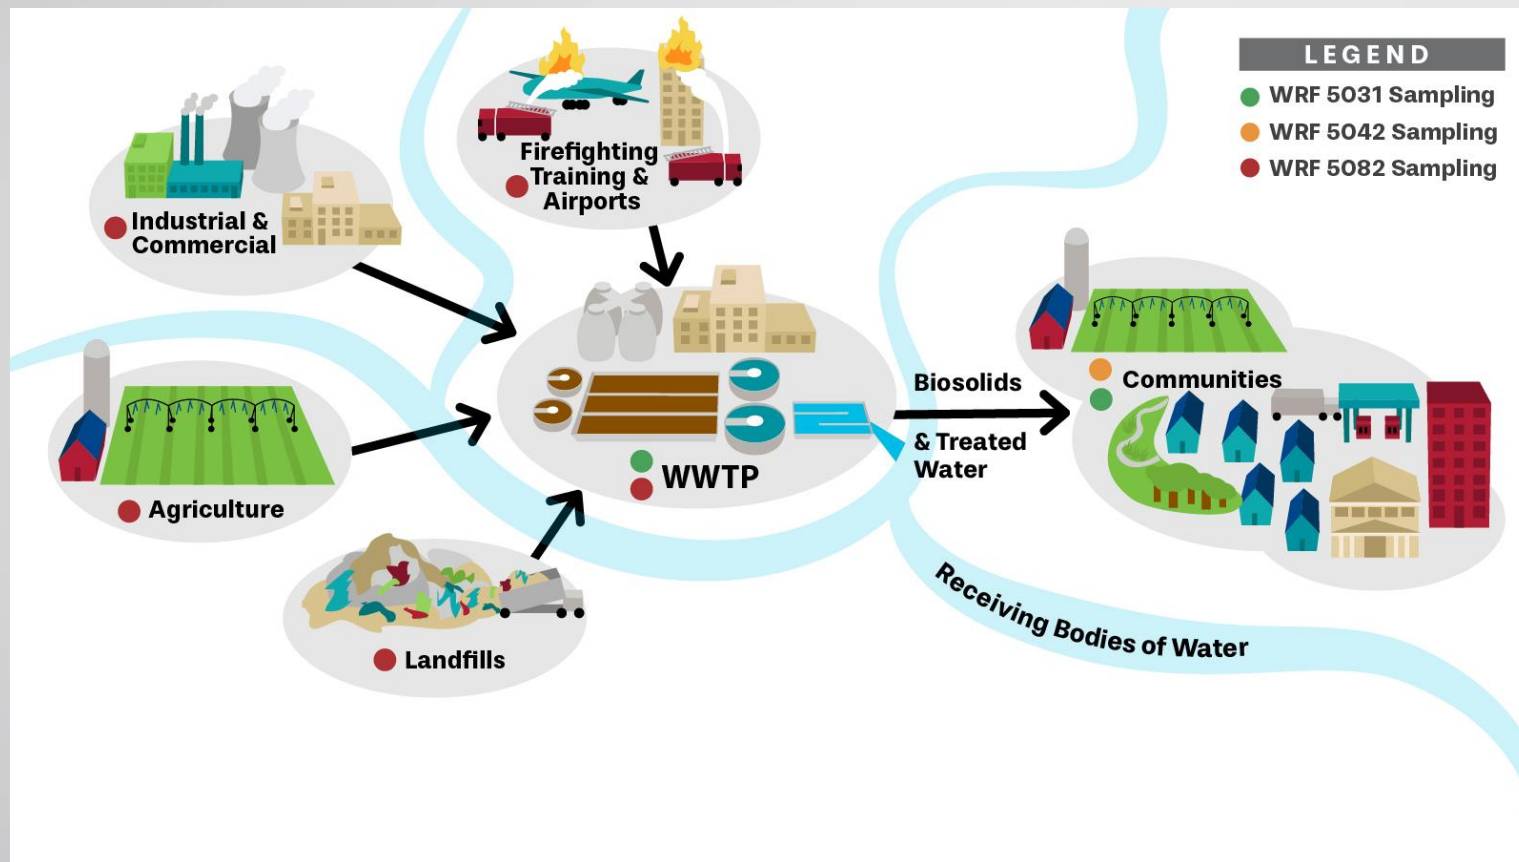 LEGEND
WRF 5031 Sampling
WRF 5042 Sampling
WRF 5082 Sampling
Firefighting
Training &
Airports
Industrial &
Commercial
Biosolids
& Treated
Water
Communities
WWTP
Agriculture
Landfills
Receiving Bodies of Water